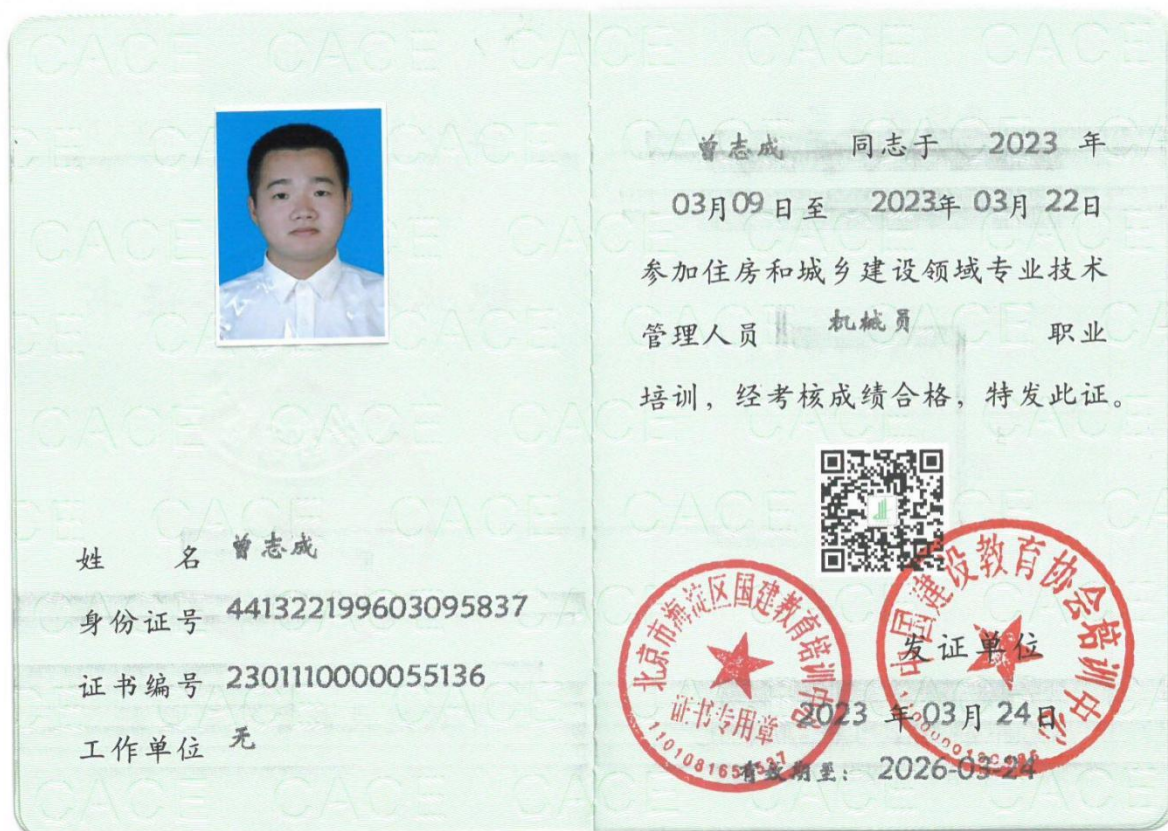 CACE
姓 名 曾志成
身份证号 441322199603095837
证书编号 2301110000055136
工作单位 无
曾志成 同志于 2023 年
03月09日至 2023年03月22日
参加住房和城乡建设领域专业技术
管理人员 机械员 职业
培训，经考核成绩合格，特发此证。
北京市海淀区国建教育培训中心
证书专用章
中国建设教育协会培训中心
发证单位
2023 年 03月 24日
有效期至： 2026-03-24